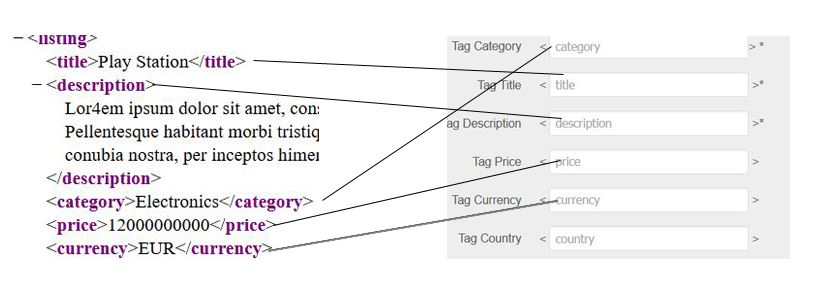 – <listing>
<title>Play Station</title>
– <description>
Lor4em ipsum dolor sit amet, con
Pellentesque habitant morbi tristiq
conubia nostra, per inceptos himen
</description>
<category>Electronics</category>
<price>12000000000</price>
<currency>EUR</currency>
Tag Category < category > *
Tag Title < title >
ag Description < description >*
Tag Price < price >
Tag Currency < currency >
Tag Country < country >